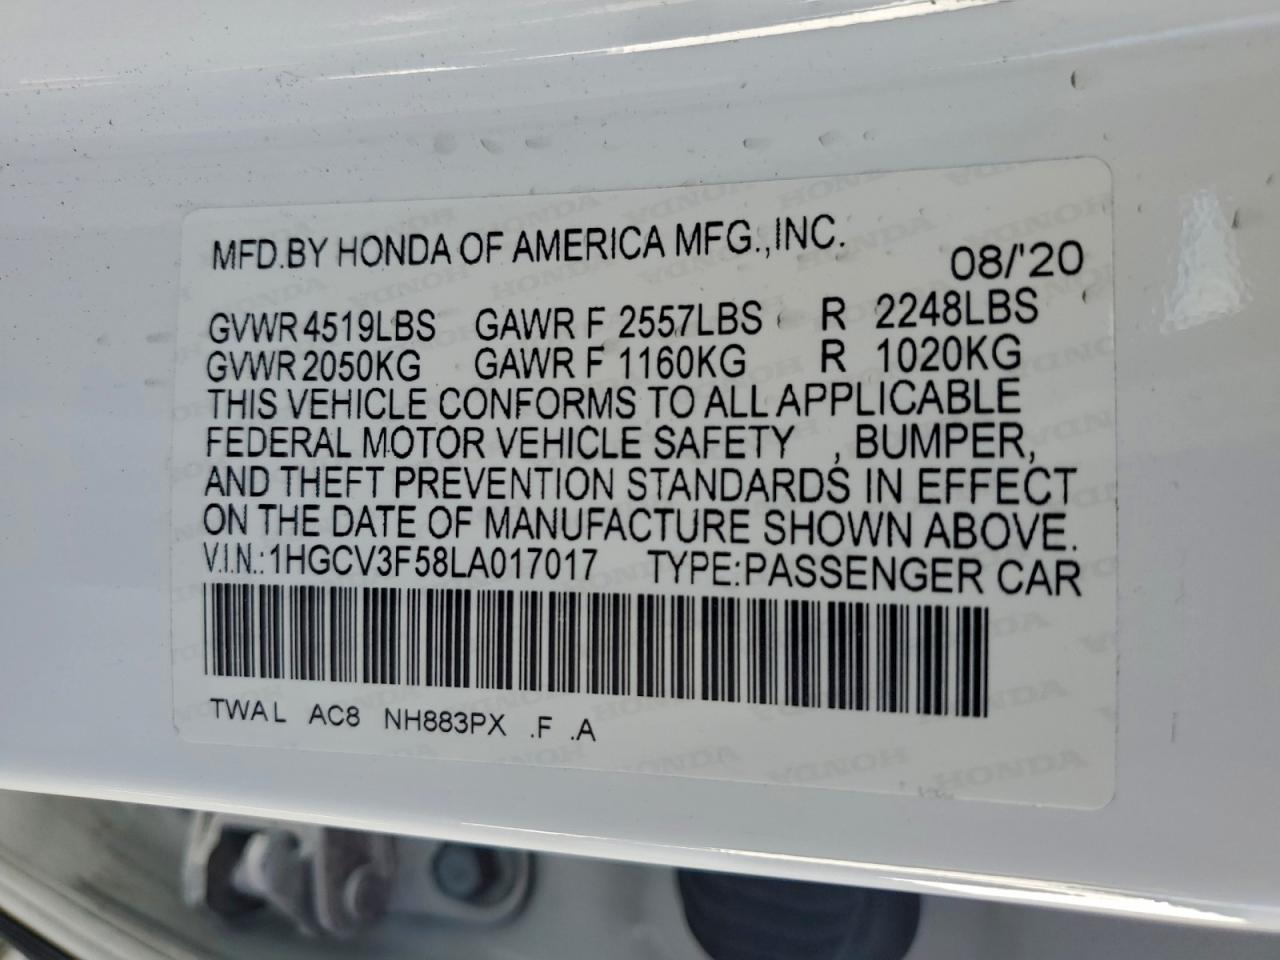 MFD.BY HONDA OF AMERICA MFG.,INC. 08/'20
GVWR 4519LBS GAWR F 2557LBS R 2248LBS
GVWR 2050KG GAWR F 1160KG R 1020KG
THIS VEHICLE CONFORMS TO ALL APPLICABLE
FEDERAL MOTOR VEHICLE SAFETY , BUMPER,
AND THEFT PREVENTION STANDARDS IN EFFECT
ON THE DATE OF MANUFACTURE SHOWN ABOVE.
V.I.N.:1HGCV3F58LA017017 TYPE:PASSENGER CAR
TWAL AC8 NH883PX .F .A